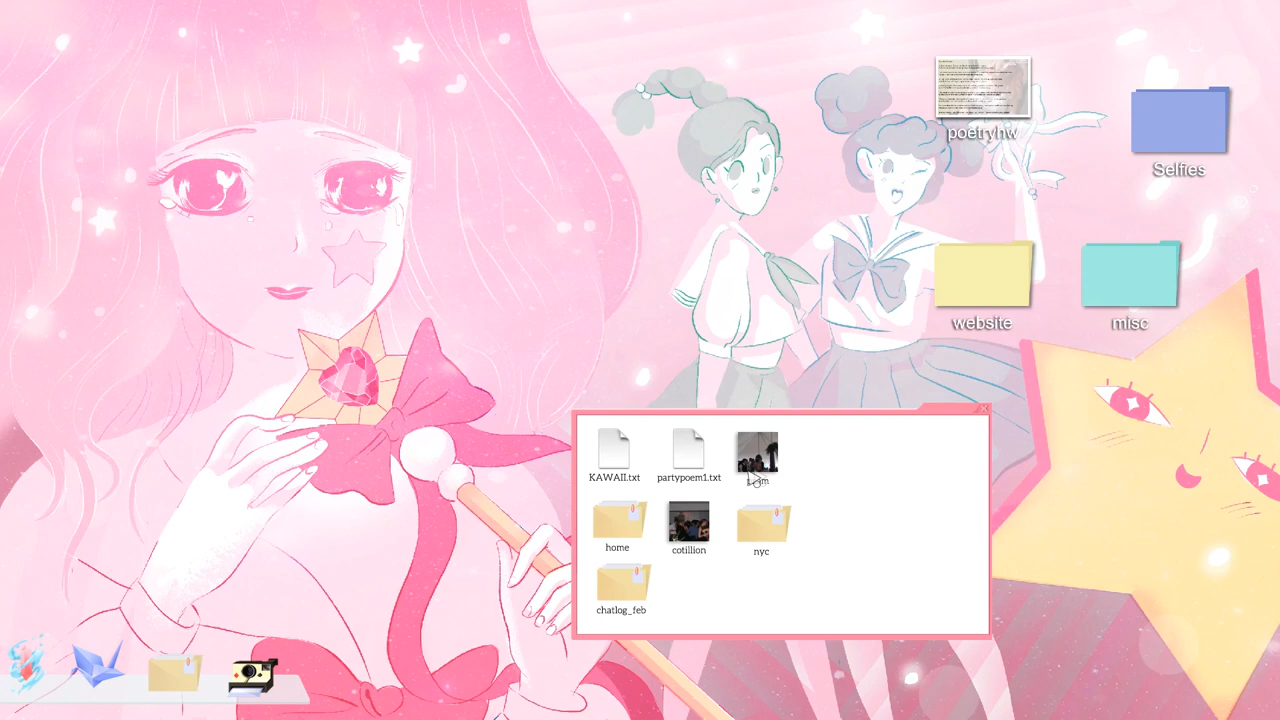 poetryhw
Selfies
website
misc
KAWAII.txt
partypoem1.txt
home
cotillion
nyc
chatlog_feb